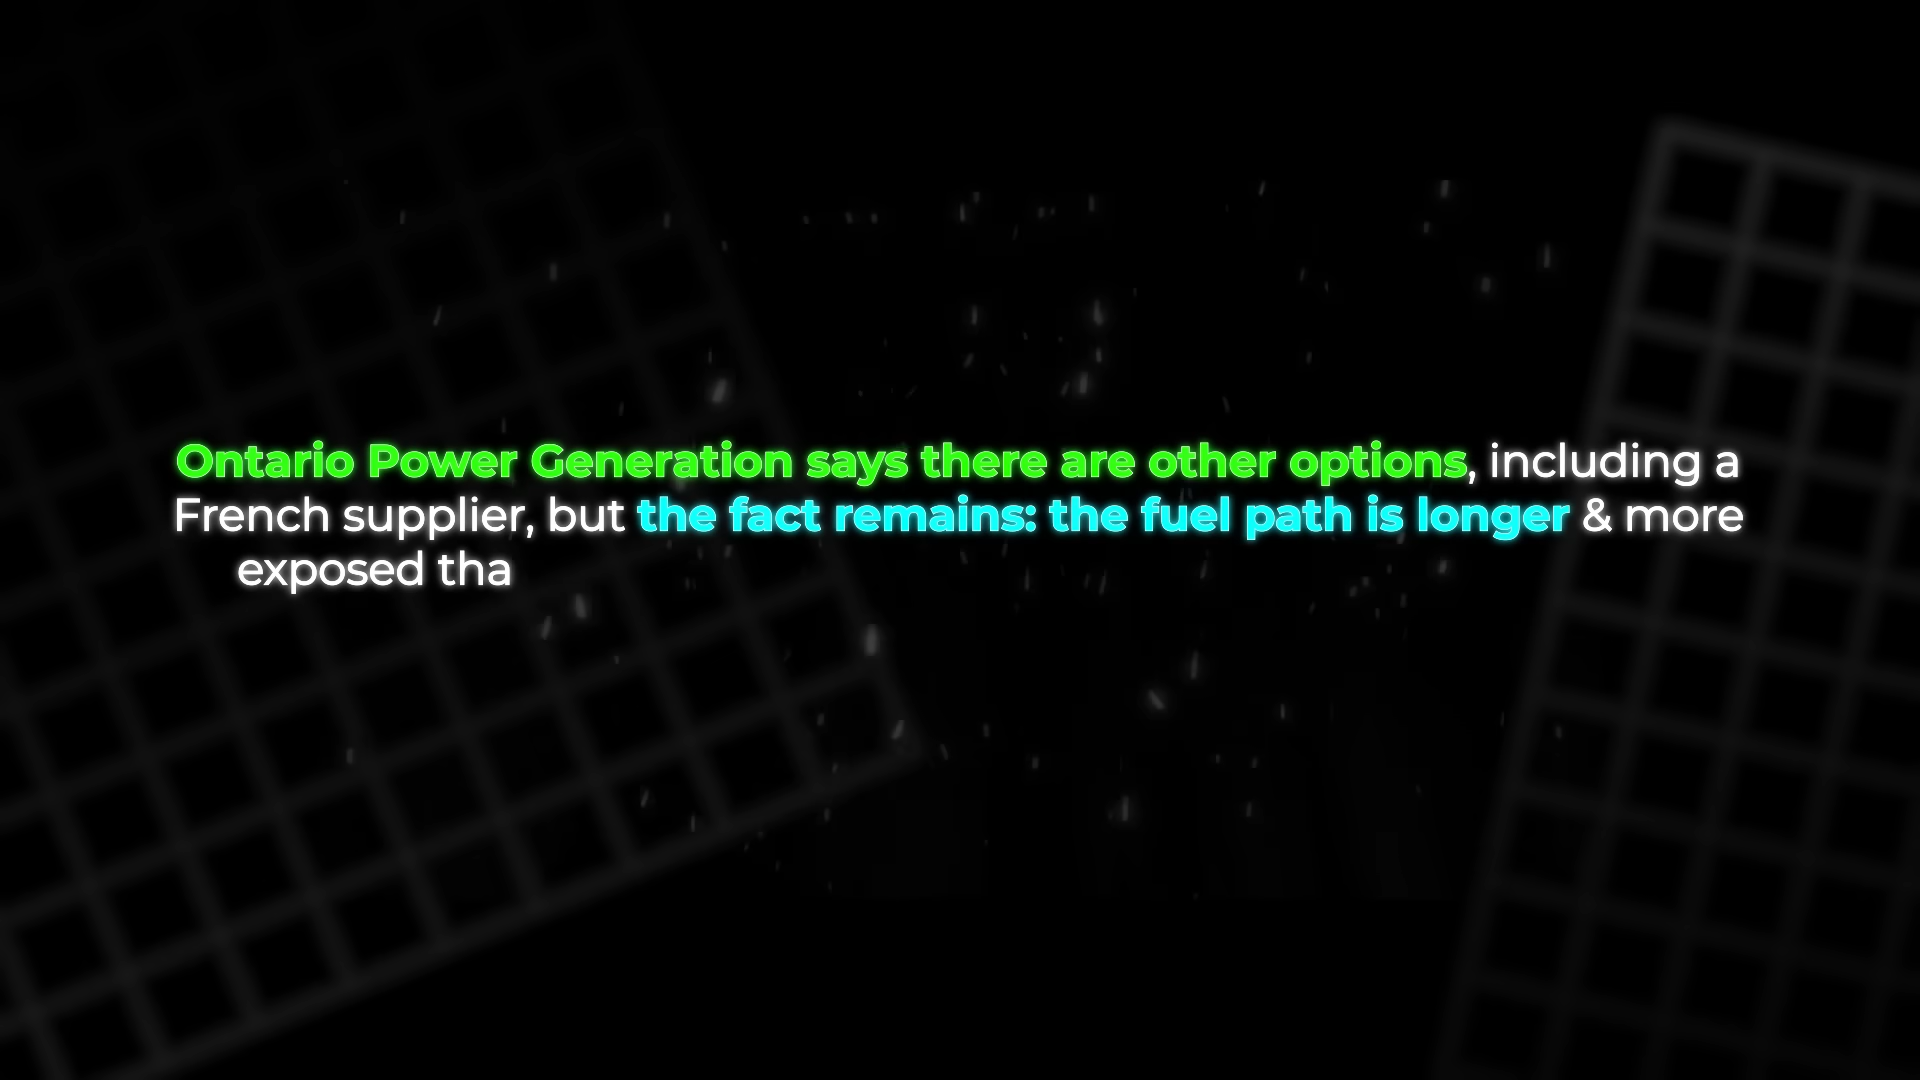 Ontario Power Generation says there are other options, including a
French supplier, but the fact remains: the fuel path is longer & more
exposed tha